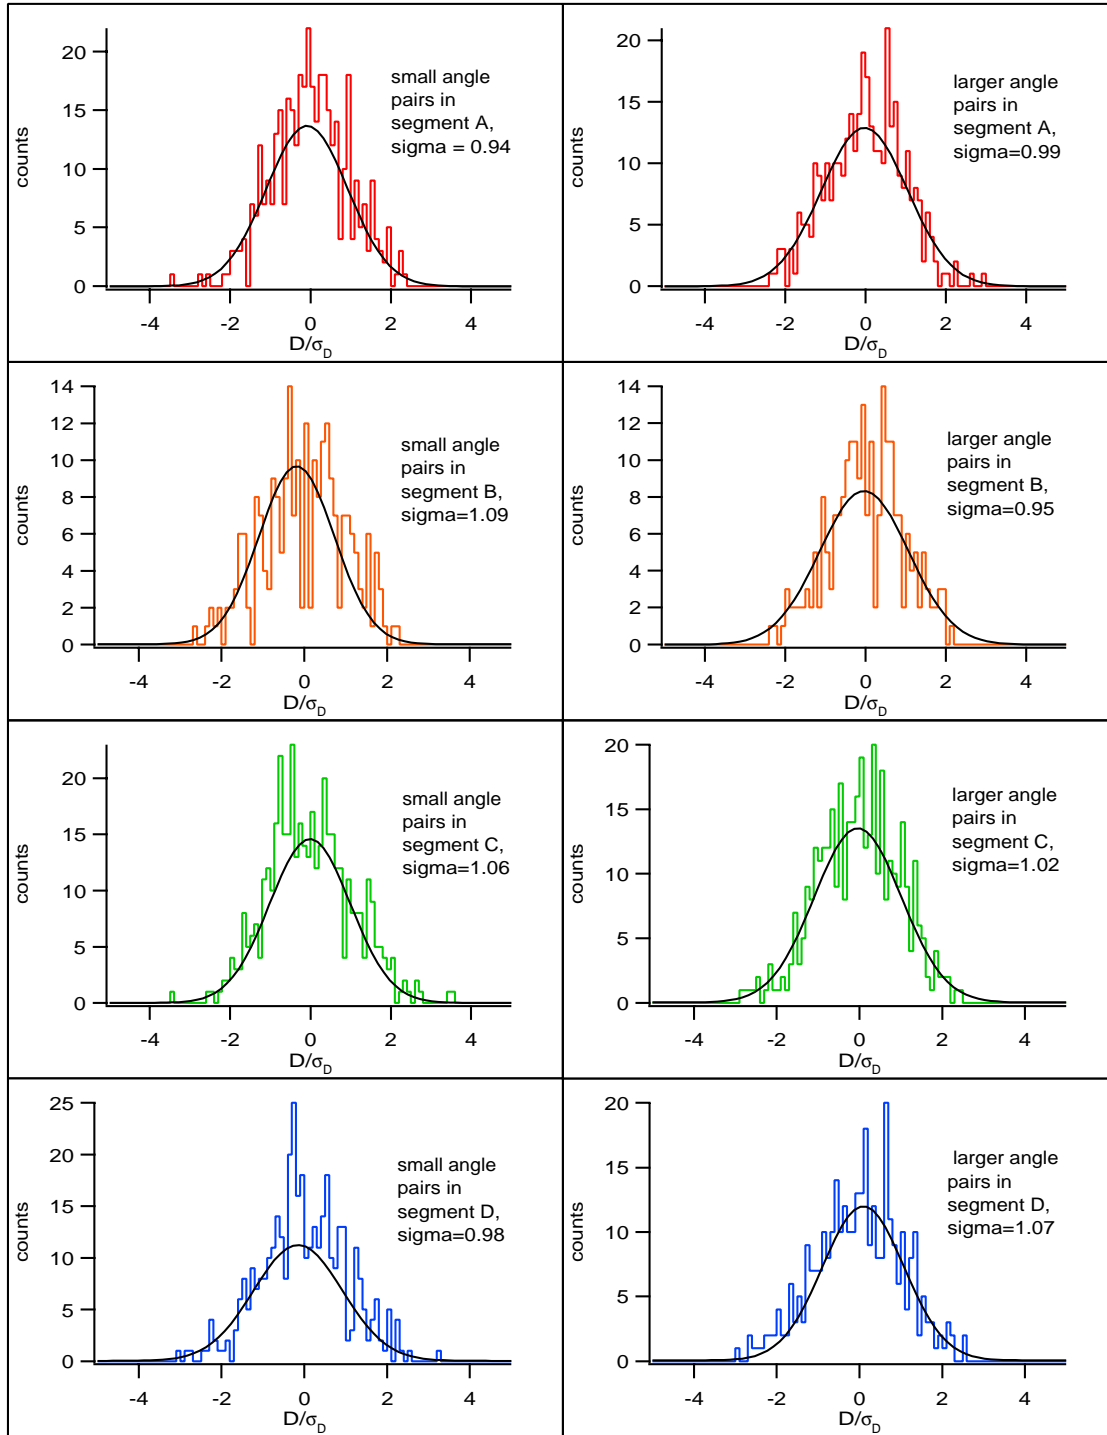 20
15
10
5
0
counts
small angle
pairs in
segment A,
sigma = 0.94
-4 -2 0 2 4
D/σD
20
15
10
5
0
counts
larger angle
pairs in
segment A,
sigma=0.99
-4 -2 0 2 4
D/σD
14
12
10
8
6
4
2
0
counts
small angle
pairs in
segment B,
sigma=1.09
-4 -2 0 2 4
D/σD
14
12
10
8
6
4
2
0
counts
larger angle
pairs in
segment B,
sigma=0.95
-4 -2 0 2 4
D/σD
20
15
10
5
0
counts
small angle
pairs in
segment C,
sigma=1.06
-4 -2 0 2 4
D/σD
20
15
10
5
0
counts
larger angle
pairs in
segment C,
sigma=1.02
-4 -2 0 2 4
D/σD
25
20
15
10
5
0
counts
small angle
pairs in
segment D,
sigma=0.98
-4 -2 0 2 4
D/σD
20
15
10
5
0
counts
larger angle
pairs in
segment D,
sigma=1.07
-4 -2 0 2 4
D/σD